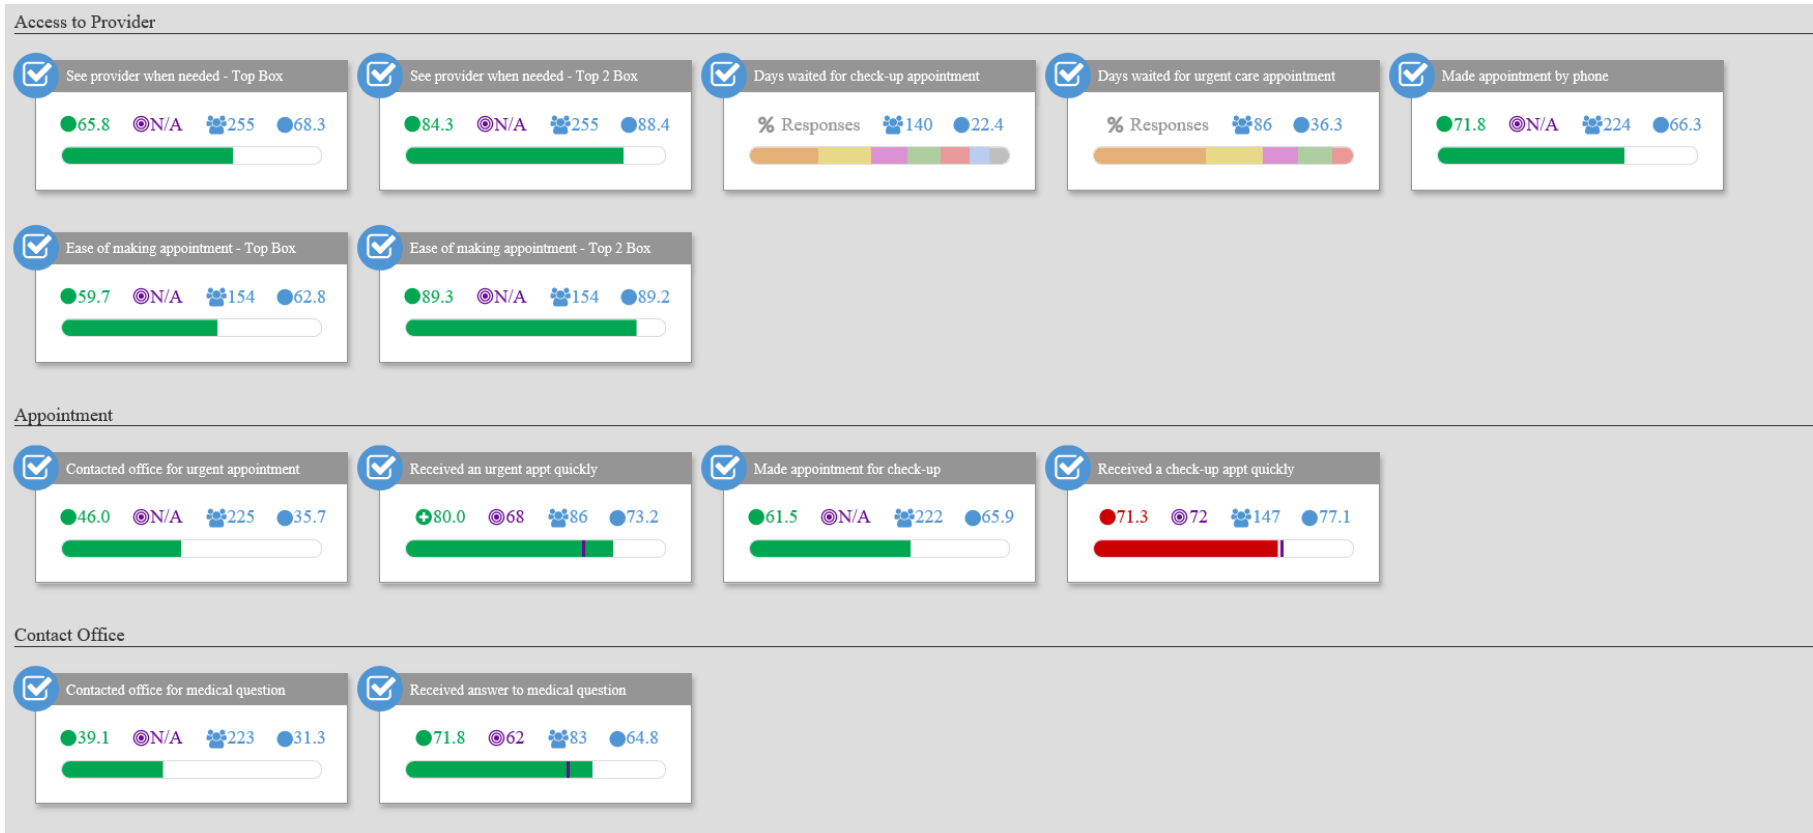 Access to Provider
See provider when needed - Top Box
65.8 N/A 255 68.3
See provider when needed - Top 2 Box
84.3 N/A 255 88.4
Days waited for check-up appointment
% Responses 140 22.4
Days waited for urgent care appointment
% Responses 86 36.3
Made appointment by phone
71.8 N/A 224 66.3
Ease of making appointment - Top Box
59.7 N/A 154 62.8
Ease of making appointment - Top 2 Box
89.3 N/A 154 89.2
Appointment
Contacted office for urgent appointment
46.0 N/A 225 35.7
Received an urgent appt quickly
80.0 68 86 73.2
Made appointment for check-up
61.5 N/A 222 65.9
Received a check-up appt quickly
71.3 72 147 77.1
Contact Office
Contacted office for medical question
39.1 N/A 223 31.3
Received answer to medical question
71.8 62 83 64.8